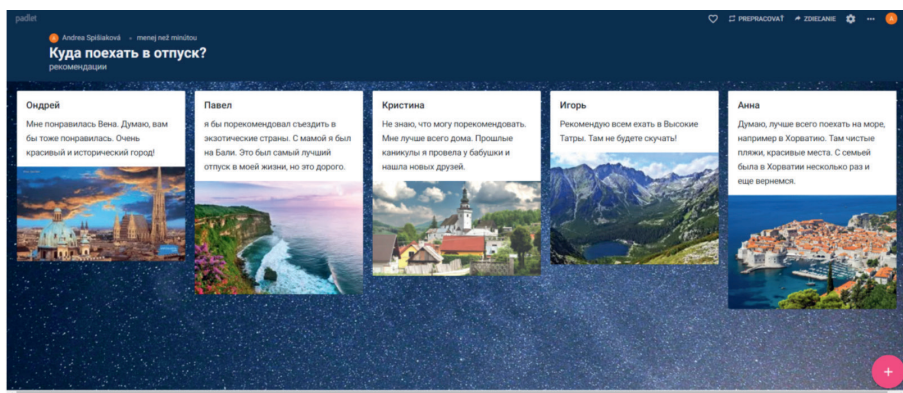 padlet
PREPRACOVAŤ
ZDIEĽANIE
A
A Andrea Spišiaková • menej než minútou
Куда поехать в отпуск?
рекомендации
Ондрей
Мне понравилась Вена. Думаю, вам
бы тоже понравилась. Очень
красивый и исторический город!
Павел
я бы порекомендовал съездить в
экзотические страны. С мамой я был
на Бали. Это был самый лучший
отпуск в моей жизни, но это дорого.
Кристина
Не знаю, что могу порекомендовать.
Мне лучше всего дома. Прошлые
каникулы я провела у бабушки и
нашла новых друзей.
Игорь
Рекомендую всем ехать в Высокие
Татры. Там не будете скучать!
Анна
Думаю, лучше всего поехать на море,
например в Хорватию. Там чистые
пляжи, красивые места. С семьей
была в Хорватии несколько раз и
еще вернемся.